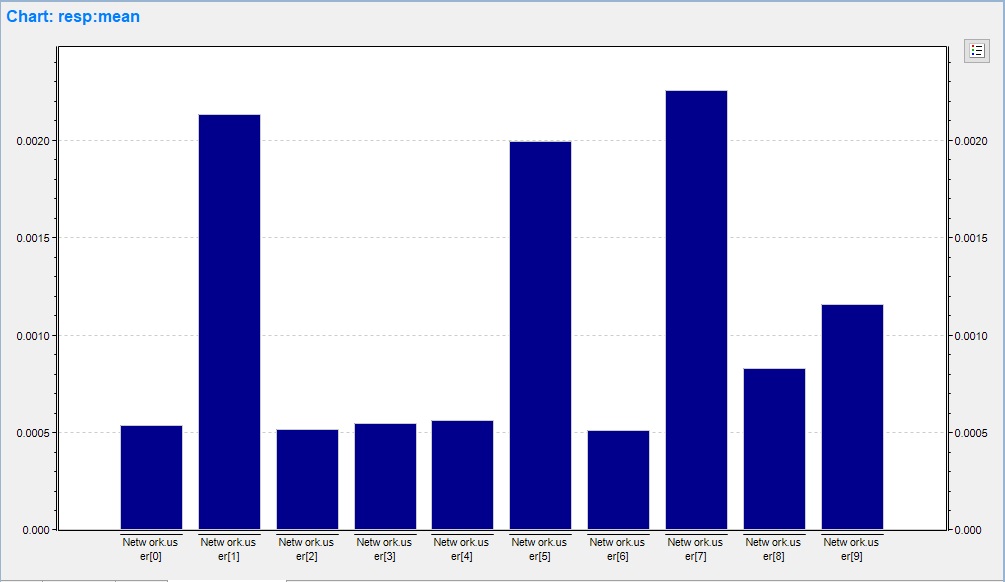 Chart: resp:mean
0.0020
0.0015
0.0010
0.0005
0.000
0.0020
0.0015
0.0010
0.0005
0.000
Netw ork.us
er[0]
Netw ork.us
er[1]
Netw ork.us
er[2]
Netw ork.us
er[3]
Netw ork.us
er[4]
Netw ork.us
er[5]
Netw ork.us
er[6]
Netw ork.us
er[7]
Netw ork.us
er[8]
Netw ork.us
er[9]